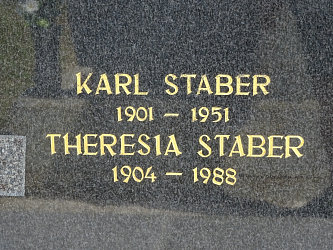 KARL STABER
1901 – 1951
THERESIA STABER
1904 – 1988